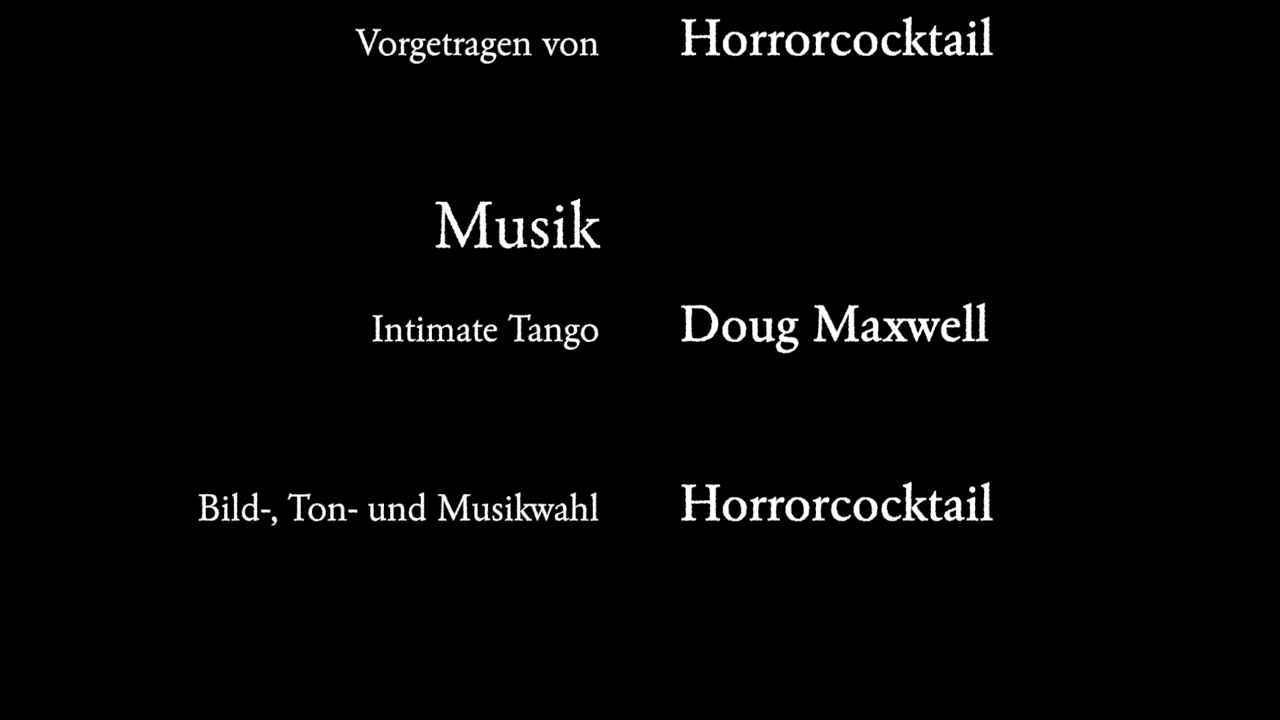 Vorgetragen von Horrorcocktail
Musik
Intimate Tango Doug Maxwell
Bild-, Ton- und Musikwahl Horrorcocktail